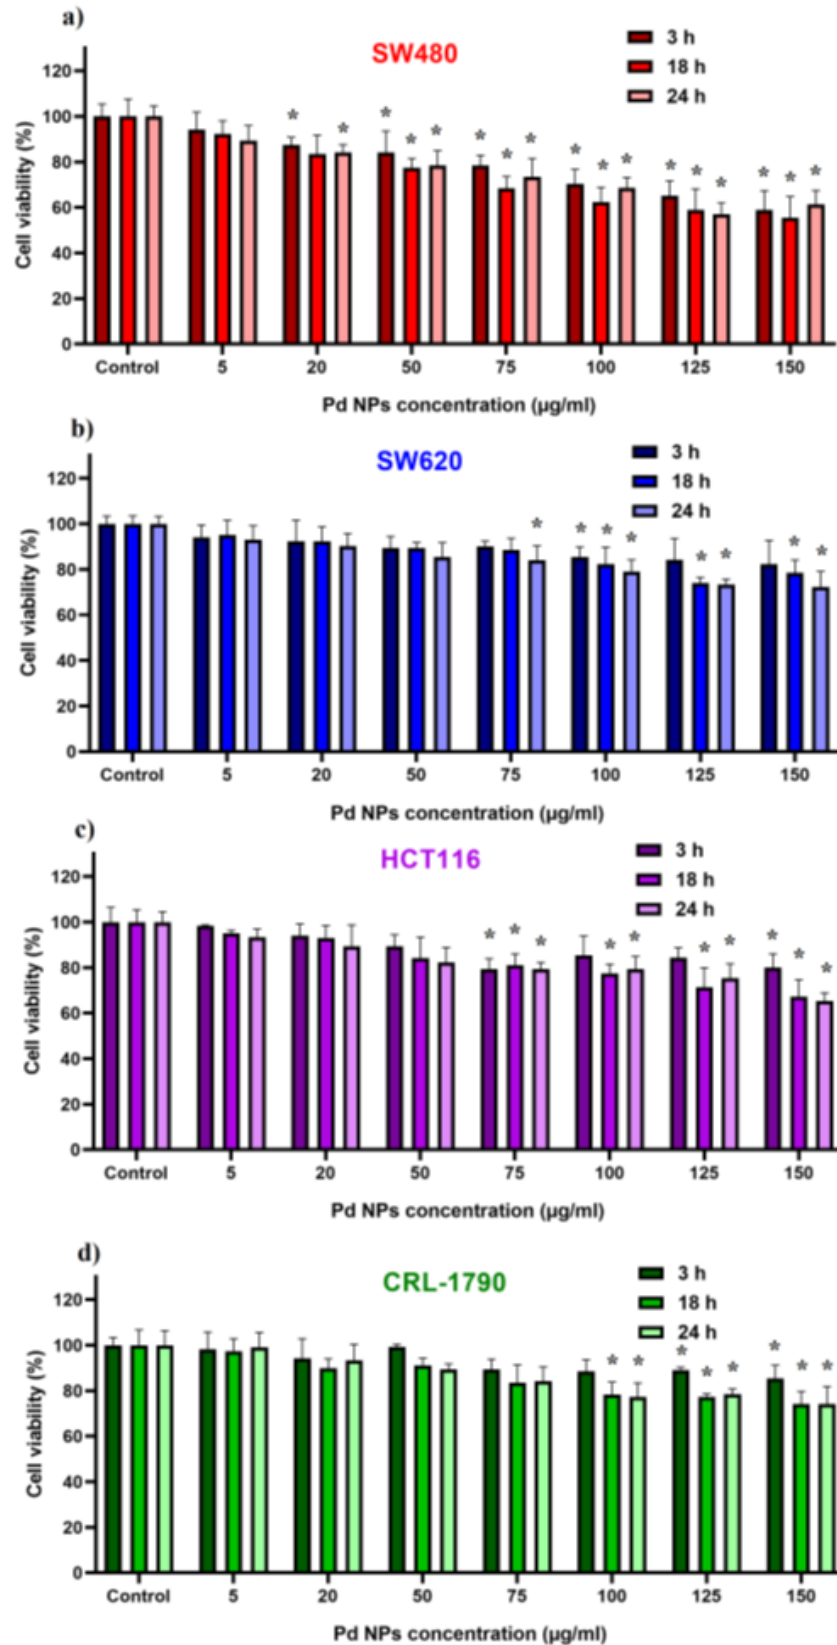 a)
SW480
3 h
18 h
24 h
Cell viability (%)
120
100
80
60
40
20
0
* * * * * * * * * * * * * * * * *
Control 5 20 50 75 100 125 150
Pd NPs concentration (µg/ml)
b)
SW620
3 h
18 h
24 h
Cell viability (%)
120
100
80
60
40
20
0
* * * * * * * *
Control 5 20 50 75 100 125 150
Pd NPs concentration (µg/ml)
c)
HCT116
3 h
18 h
24 h
Cell viability (%)
120
100
80
60
40
20
0
* * * * * * * * * *
Control 5 20 50 75 100 125 150
Pd NPs concentration (µg/ml)
d)
CRL-1790
3 h
18 h
24 h
Cell viability (%)
120
100
80
60
40
20
0
* * * * * * * *
Control 5 20 50 75 100 125 150
Pd NPs concentration (µg/ml)